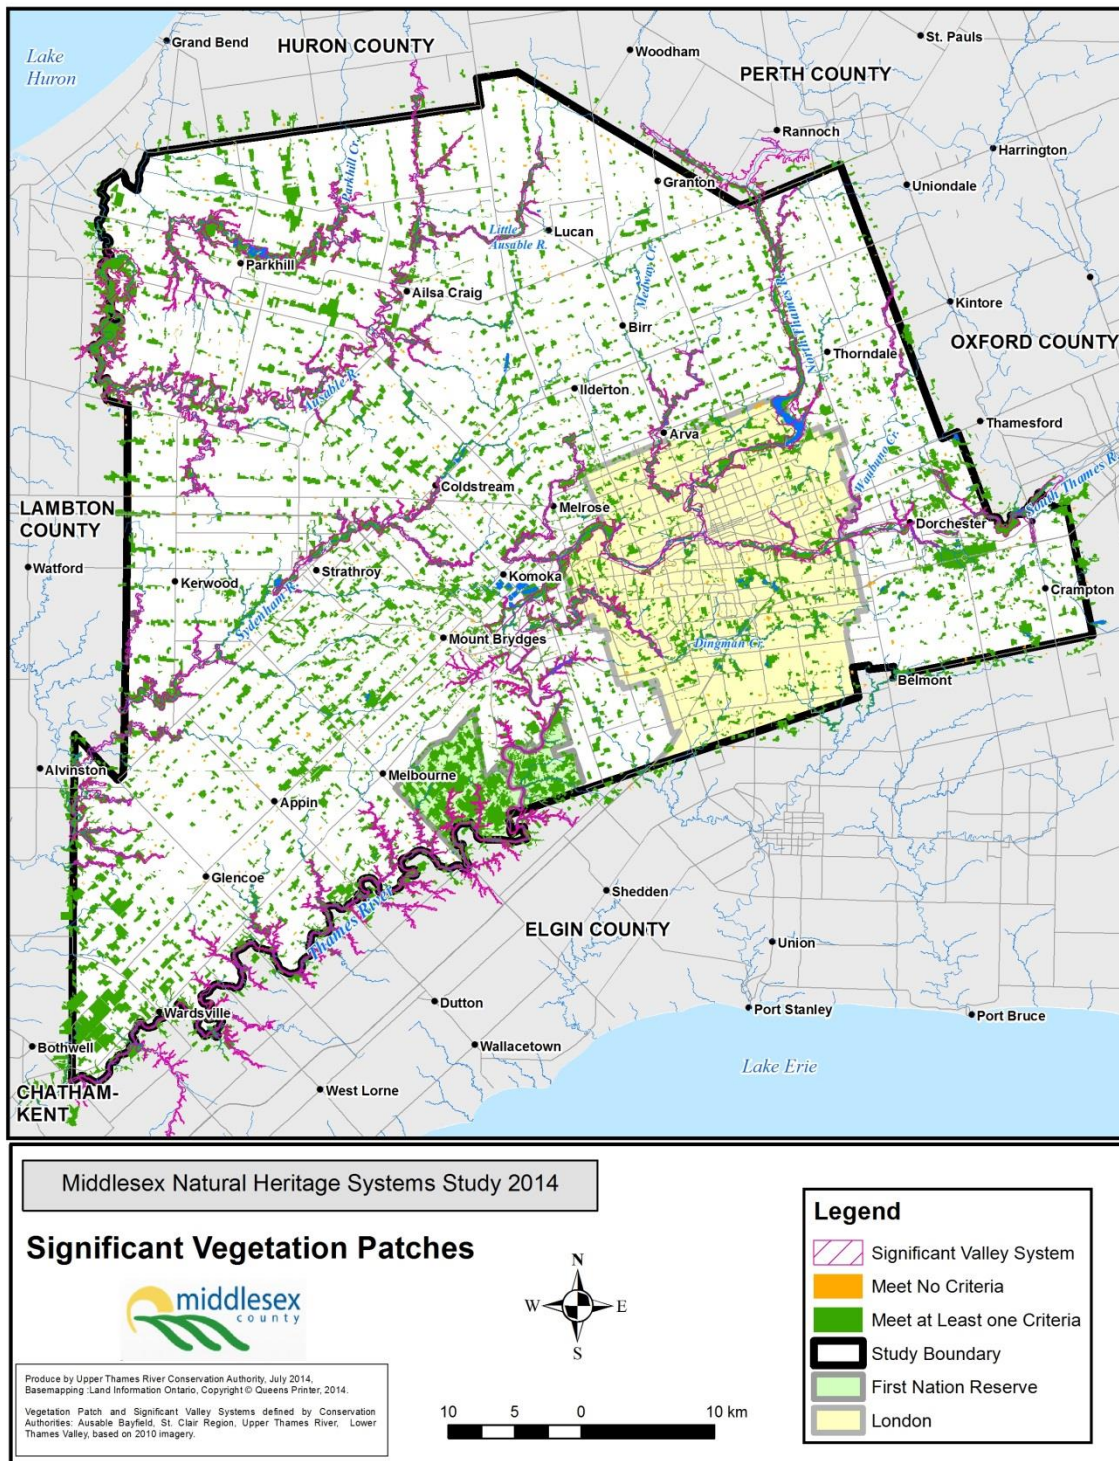 Lake
Huron
Grand Bend
HURON COUNTY
Woodham
St. Pauls
PERTH COUNTY
Rannoch
Harrington
Parkhill Cr.
Granton
Uniondale
Little
Ausable R.
Lucan
Parkhill
Medway Cr.
Ailsa Craig
North Thames R.
Kintore
Birr
OXFORD COUNTY
Thorndale
Ilderton
Ausable R.
Thamesford
Arva
Waubuno Cr.
South Thames R.
Coldstream
LAMBTON
COUNTY
Melrose
Dorchester
Watford
Strathroy
Komoka
Kerwood
Crampton
Sydenham R.
Mount Brydges
Dingman Cr.
Belmont
Alvinston
Melbourne
Appin
Glencoe
Shedden
Thames River
ELGIN COUNTY
Union
Dutton
Wardsville
Port Stanley
Port Bruce
Bothwell
Wallacetown
Lake Erie
CHATHAM-
KENT
West Lorne
Middlesex Natural Heritage Systems Study 2014
Significant Vegetation Patches
middlesex
county
N
W
E
S
Produce by Upper Thames River Conservation Authority, July 2014,
Basemapping :Land Information Ontario, Copyright © Queens Printer, 2014.
Vegetation Patch and Significant Valley Systems defined by Conservation
Authorities: Ausable Bayfield, St. Clair Region, Upper Thames River, Lower
Thames Valley, based on 2010 imagery.
10 5 0 10 km
Legend
Significant Valley System
Meet No Criteria
Meet at Least one Criteria
Study Boundary
First Nation Reserve
London